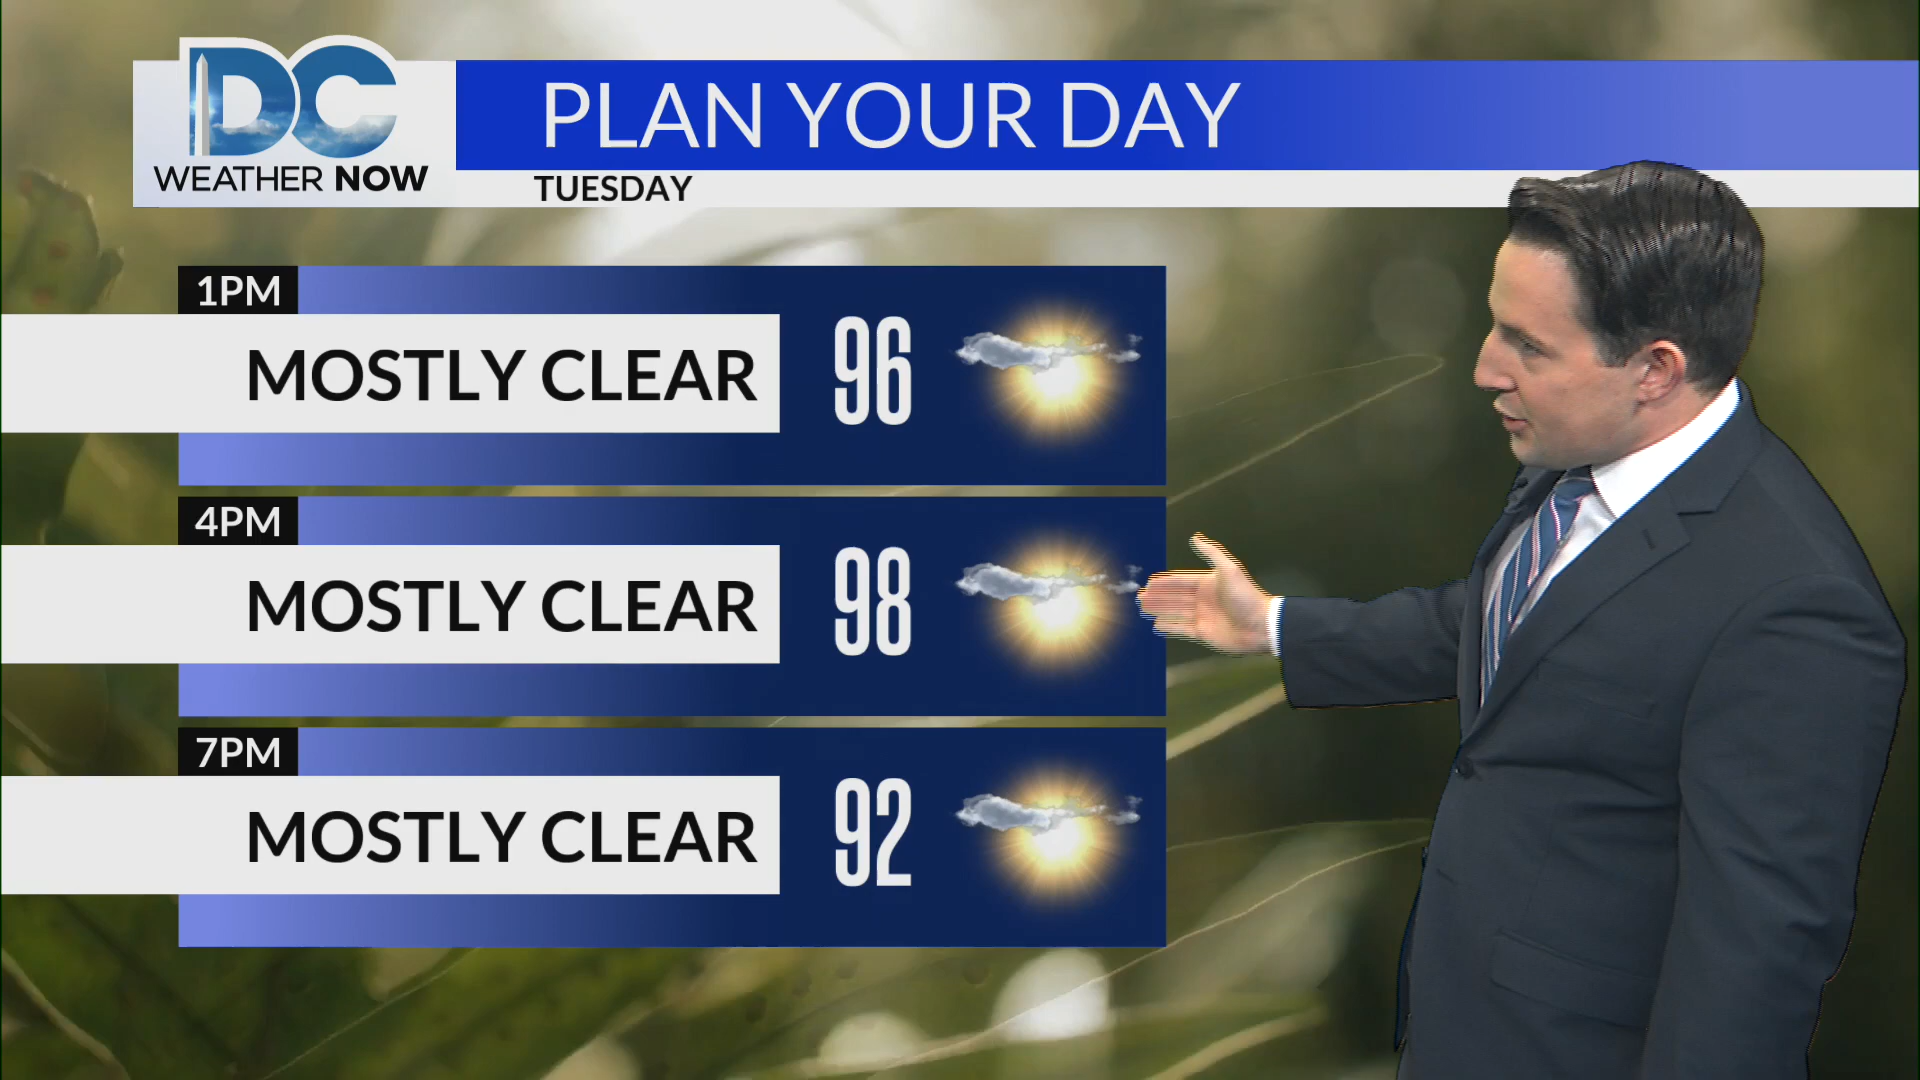 DC
WEATHER NOW
PLAN YOUR DAY
TUESDAY
1PM
MOSTLY CLEAR 96
4PM
MOSTLY CLEAR 98
7PM
MOSTLY CLEAR 92